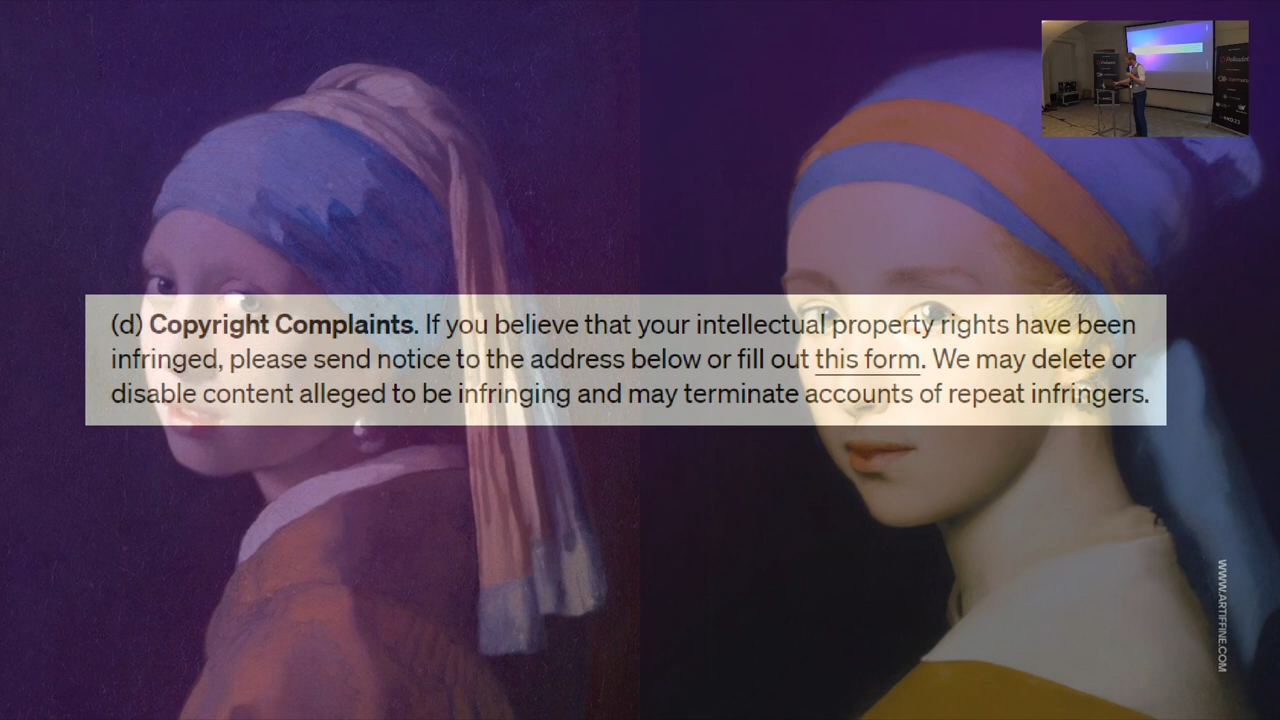 (d) Copyright Complaints. If you believe that your intellectual property rights have been
infringed, please send notice to the address below or fill out this form. We may delete or
disable content alleged to be infringing and may terminate accounts of repeat infringers.
WWW.ARTIFFINE.COM